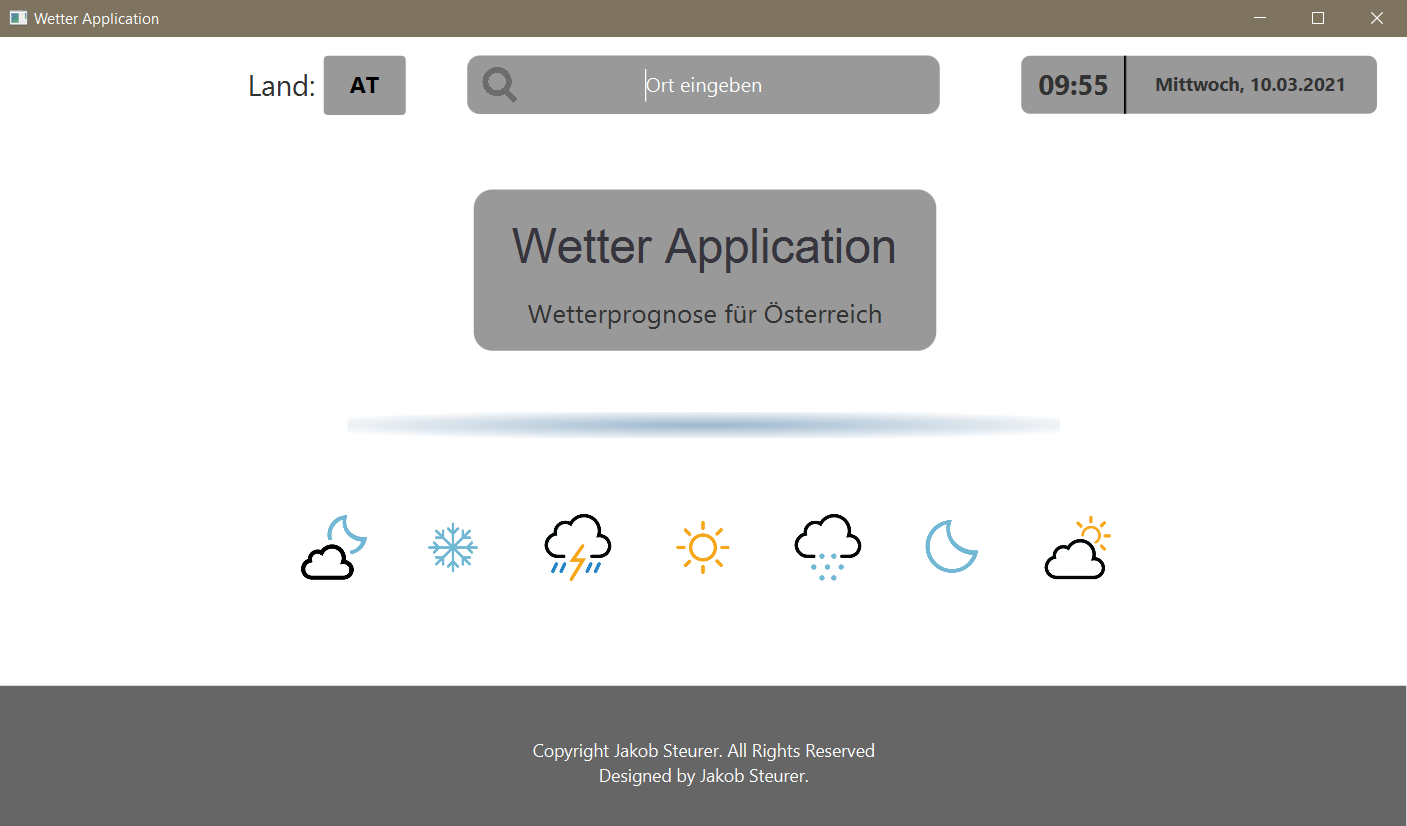 Wetter Application
Land: AT
Ort eingeben
09:55
Mittwoch, 10.03.2021
Wetter Application
Wetterprognose für Österreich
Copyright Jakob Steurer. All Rights Reserved
Designed by Jakob Steurer.